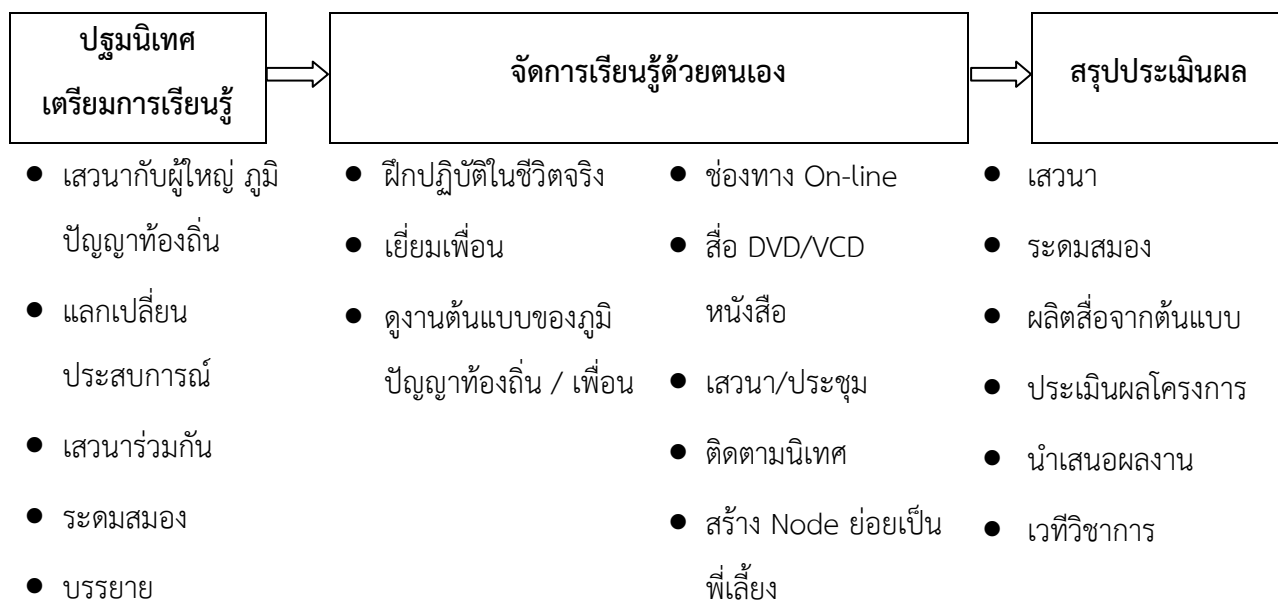 ปฐมนิเทศ
เตรียมการเรียนรู้
จัดการเรียนรู้ด้วยตนเอง
สรุปประเมินผล
● เสวนากับผู้ใหญ่ ภูมิ
ปัญญาท้องถิ่น
● แลกเปลี่ยน
ประสบการณ์
● เสวนาร่วมกัน
● ระดมสมอง
● บรรยาย
● ฝึกปฏิบัติในชีวิตจริง
● เยี่ยมเพื่อน
● ดูงานต้นแบบของภูมิ
ปัญญาท้องถิ่น / เพื่อน
● ช่องทาง On-line
● สื่อ DVD/VCD
หนังสือ
● เสวนา/ประชุม
● ติดตามนิเทศ
● สร้าง Node ย่อยเป็น
พี่เลี้ยง
● เสวนา
● ระดมสมอง
● ผลิตสื่อจากต้นแบบ
● ประเมินผลโครงการ
● นำเสนอผลงาน
● เวทีวิชาการ